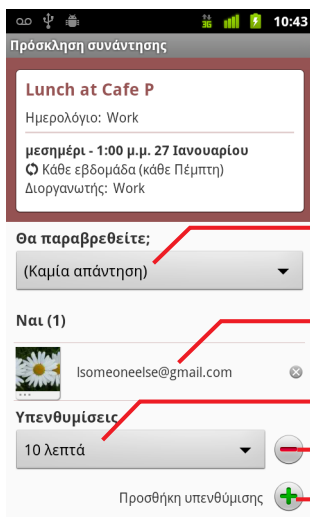 10:43
Πρόσκληση συνάντησης
Lunch at Cafe P
Ημερολόγιο: Work
μεσημέρι - 1:00 μ.μ. 27 Ιανουαρίου
Κάθε εβδομάδα (κάθε Πέμπτη)
Διοργανωτής: Work
Θα παραβρεθείτε;
(Καμία απάντηση)
Ναι (1)
lsomeoneelse@gmail.com
Υπενθυμίσεις
10 λεπτά
Προσθήκη υπενθύμισης